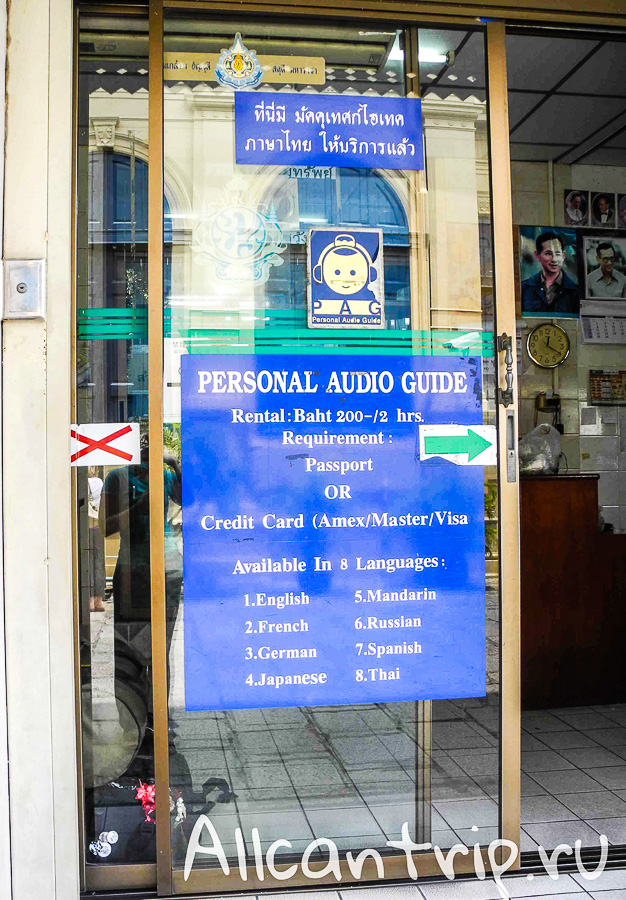 ที่นี่มี มัคคุเทศก์ไฮเทค
ภาษาไทย ให้บริการแล้ว
PAG
Personal Audio Guide
PERSONAL AUDIO GUIDE
Rental:Baht 200-/2 hrs.
Requirement :
Passport
OR
Credit Card (Amex/Master/Visa
Available In 8 Languages:
1.English
2.French
3.German
4.Japanese
5.Mandarin
6.Russian
7.Spanish
8.Thai
Allcantrip.ru